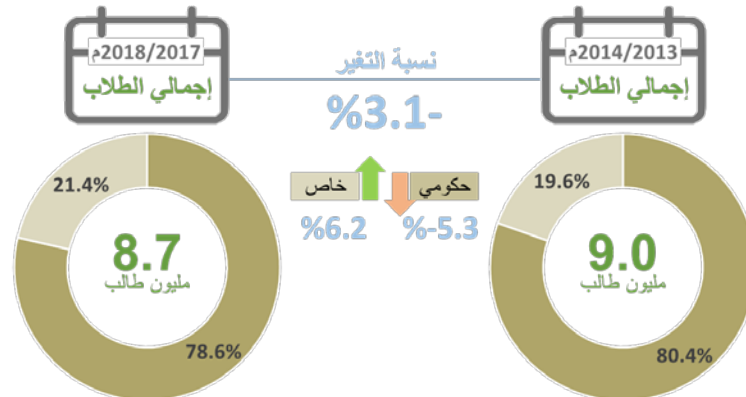 2014/2013م
إجمالي الطلاب
19.6%
9.0
مليون طالب
80.4%
نسبة التغير
%3.1-
حكومي
%-5.3
خاص
%6.2
2018/2017م
إجمالي الطلاب
21.4%
8.7
مليون طالب
78.6%